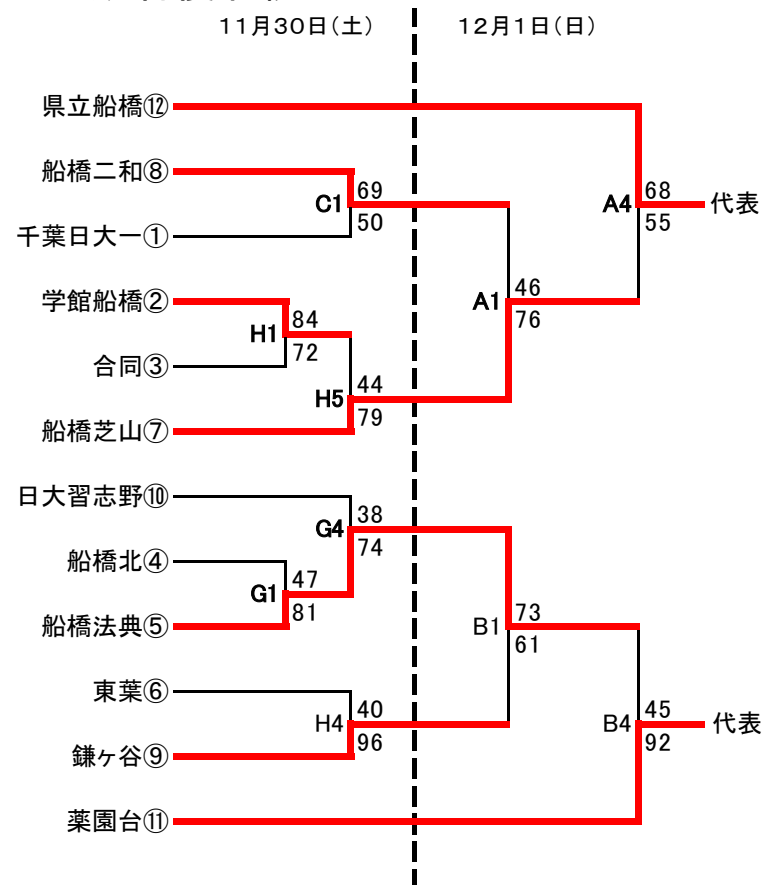 11月30日(土) 12月1日(日)
県立船橋⑫
船橋二和⑧
69
C1
50
A4
68
55
代表
千葉日大一①
学館船橋②
84
H1
72
A1
46
76
合同③
44
H5
79
船橋芝山⑦
日大習志野⑩
38
G4
74
船橋北④
47
G1
81
船橋法典⑤
73
B1
61
東葉⑥
40
H4
96
45
B4
92
代表
鎌ヶ谷⑨
薬園台⑪